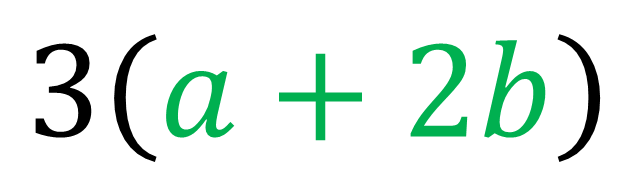 3(𝑎 + 2𝑏)